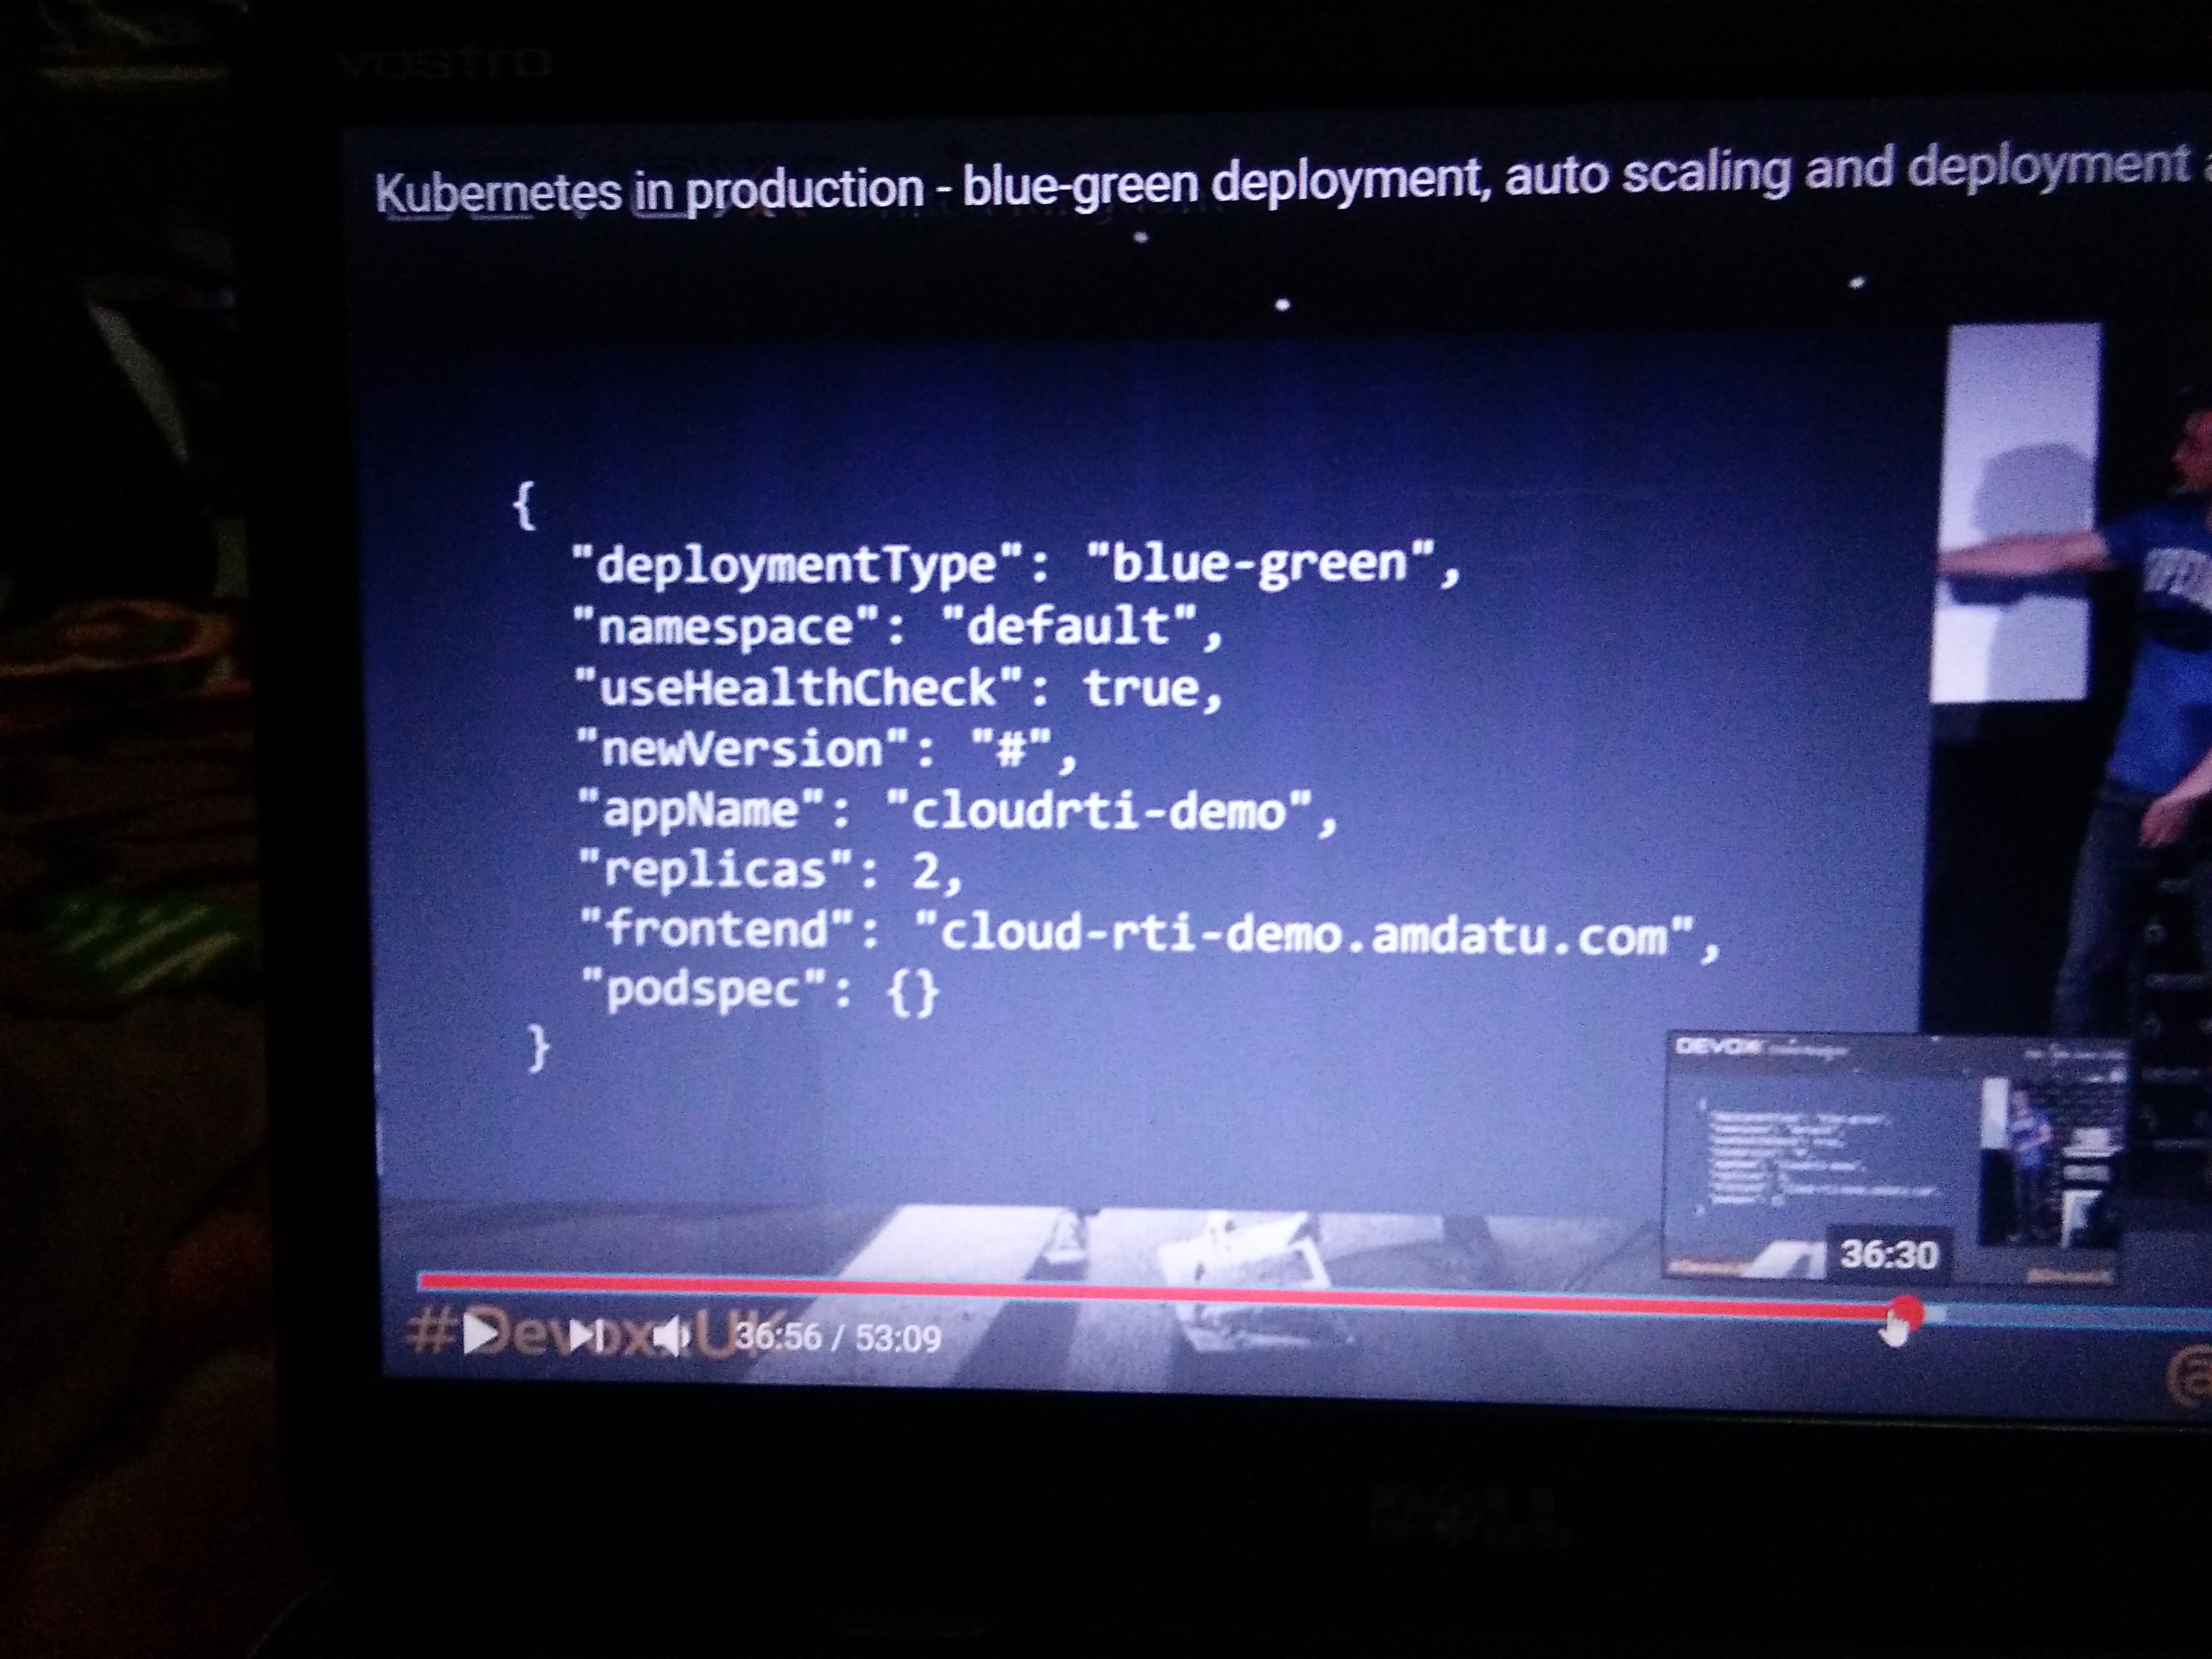 vostro
Kubernetes in production - blue-green deployment, auto scaling and deployment
{
"deploymentType": "blue-green",
"namespace": "default",
"useHealthCheck": true,
"newVersion": "#",
"appName": "cloudrti-demo",
"replicas": 2,
"frontend": "cloud-rti-demo.amdatu.com",
"podspec": {}
}
DEVOXX
36:30
#DevoxxUK
36:56 / 53:09
@